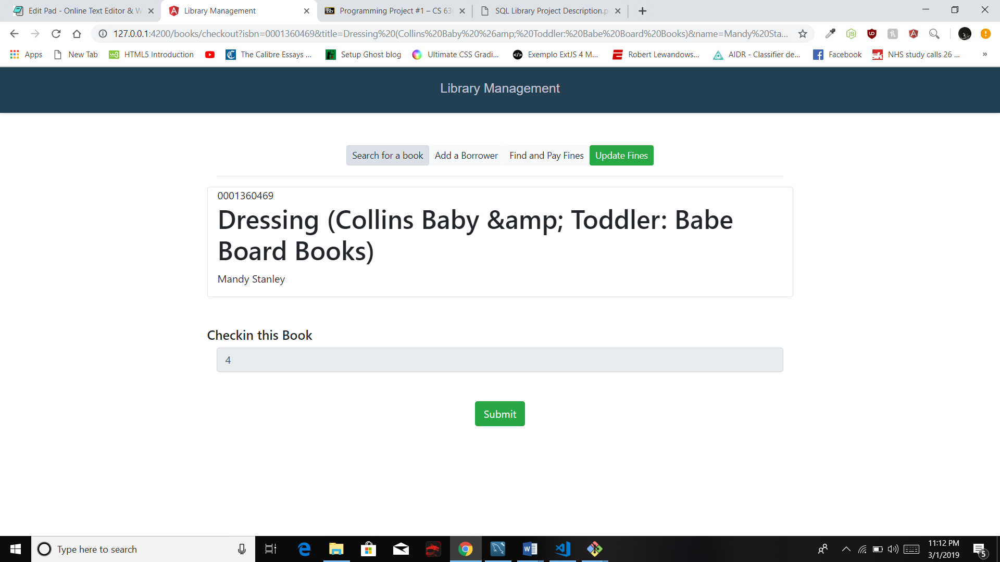 Edit Pad - Online Text Editor & W
Library Management
Programming Project #1 – CS 636
SQL Library Project Description.p
127.0.0.1:4200/books/checkout?isbn=0001360469&title=Dressing%20(Collins%20Baby%20%26amp;%20Toddler:%20Babe%20Board%20Books)&name=Mandy%20Sta...
Apps
New Tab
HTML5 Introduction
The Calibre Essays ...
Setup Ghost blog
Ultimate CSS Gradi...
Exemplo ExtJS 4 M...
Robert Lewandows...
AIDR - Classifier de...
Facebook
NHS study calls 26 ...
»
Library Management
Search for a book
Add a Borrower
Find and Pay Fines
Update Fines
0001360469
Dressing (Collins Baby &amp; Toddler: Babe
Board Books)
Mandy Stanley
Checkin this Book
4
Submit
Type here to search
11:12 PM
3/1/2019
5